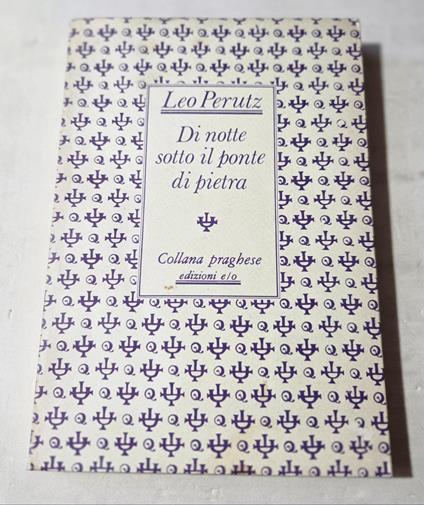 Leo Perutz
Di notte
sotto il ponte
di pietra
Collana praghese
edizioni e/o